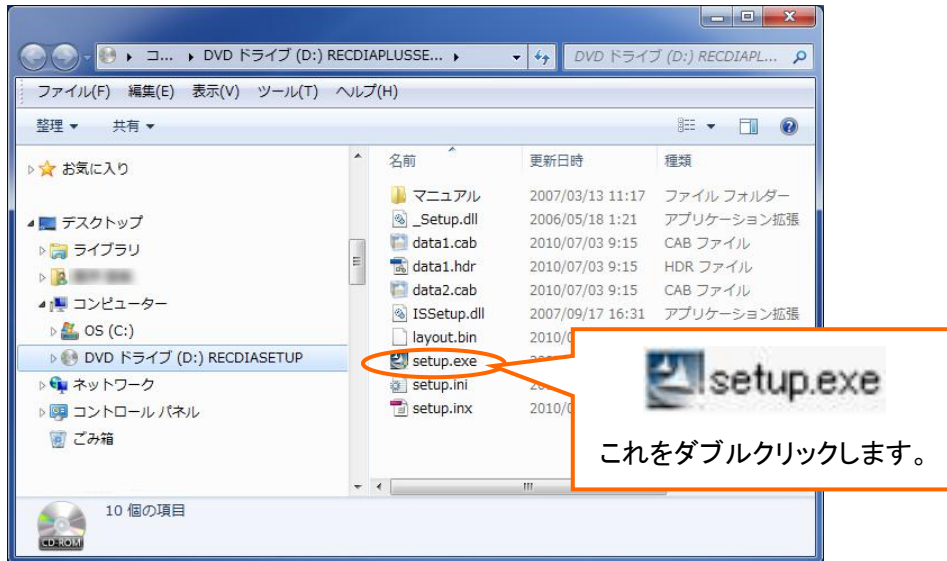 コ... DVD ドライブ (D:) RECDIAPLUSSE...
DVD ドライブ (D:) RECDIAPL...
ファイル(F) 編集(E) 表示(V) ツール(T) ヘルプ(H)
整理 共有
お気に入り
デスクトップ
ライブラリ
コンピューター
OS (C:)
DVD ドライブ (D:) RECDIASETUP
ネットワーク
コントロール パネル
ごみ箱
名前 更新日時 種類
マニュアル 2007/03/13 11:17 ファイル フォルダー
_Setup.dll 2006/05/18 1:21 アプリケーション拡張
data1.cab 2010/07/03 9:15 CAB ファイル
data1.hdr 2010/07/03 9:15 HDR ファイル
data2.cab 2010/07/03 9:15 CAB ファイル
ISSetup.dll 2007/09/17 16:31 アプリケーション拡張
layout.bin 2010/0
setup.exe
setup.ini
setup.inx 2010/0
setup.exe
これをダブルクリックします。
10 個の項目
CD-ROM